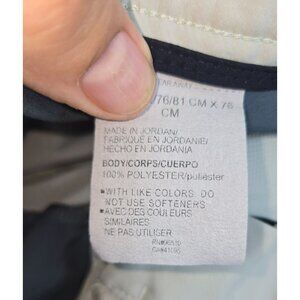 76/81 CM X 76
CM
MADE IN JORDAN/
FABRIQUE EN JORDANIE/
HECHO EN JORDANIA
BODY/CORPS/CUERPO
100% POLYESTER/poliéster
•WITH LIKE COLORS. DO
NOT USE SOFTENERS
•AVEC DES COULEURS
SIMILAIRES
NE PAS UTILISER